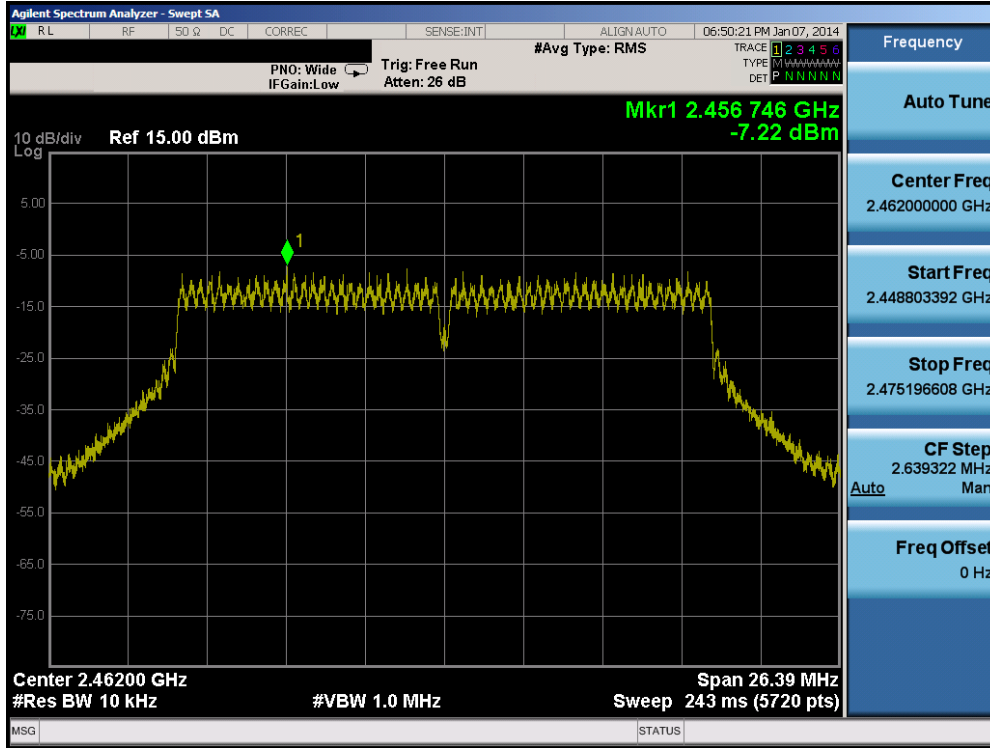 Agilent Spectrum Analyzer - Swept SA
LXI RL RF 50 Ω DC CORREC SENSE:INT ALIGN AUTO 06:50:21 PM Jan 07, 2014
#Avg Type: RMS
TRACE 1 2 3 4 5 6
PNO: Wide Trig: Free Run
TYPE M WWWWW
IFGain:Low Atten: 26 dB
DET P N N N N N
Mkr1 2.456 746 GHz
-7.22 dBm
10 dB/div Ref 15.00 dBm
Log
5.00
1
-5.00
-15.0
-25.0
-35.0
-45.0
-55.0
-65.0
-75.0
Center 2.46200 GHz Span 26.39 MHz
#Res BW 10 kHz #VBW 1.0 MHz Sweep 243 ms (5720 pts)
MSG STATUS
Frequency
Auto Tune
Center Freq
2.462000000 GHz
Start Freq
2.448803392 GHz
Stop Freq
2.475196608 GHz
CF Step
2.639322 MHz
Auto Man
Freq Offset
0 Hz